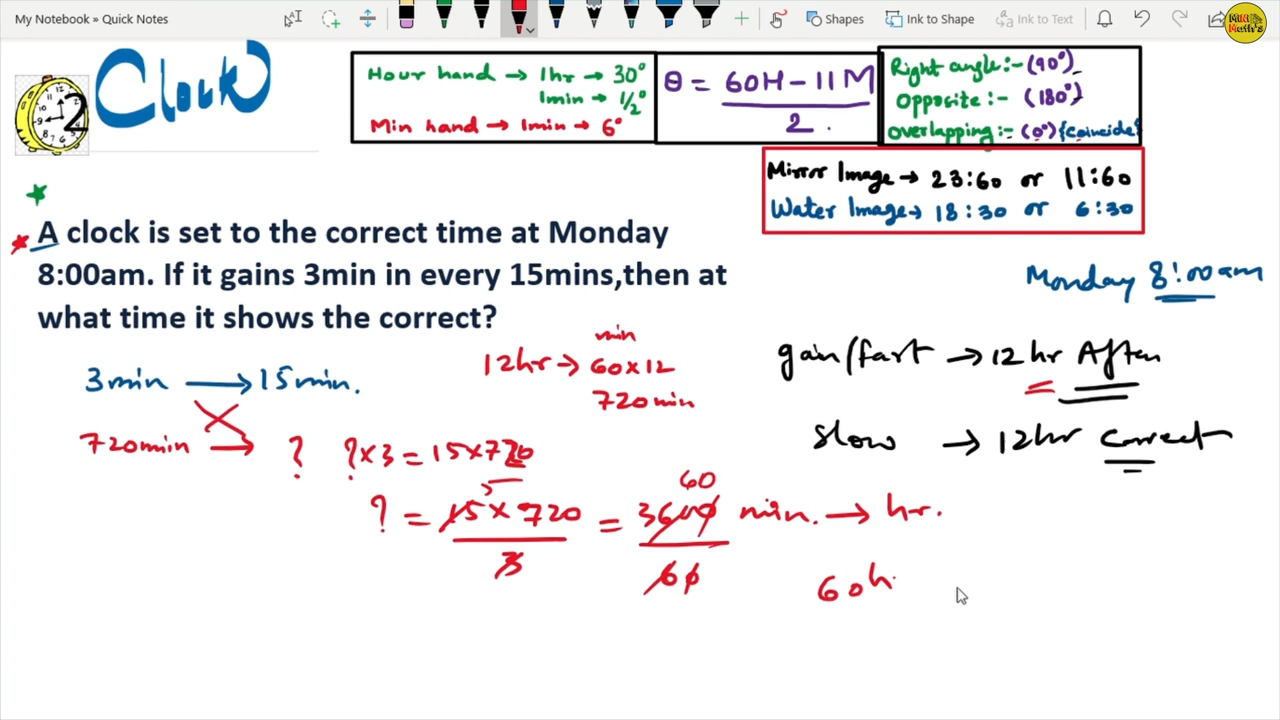 My Notebook » Quick Notes
Shapes
Ink to Shape
Ink to Text
Clock
2
Hour hand → 1hr → 30°
1min → 1/2°
Min hand → 1min → 6°
θ = 60H - 11M
2
Right angle:- (90°)
opposite :- (180°)
overlapping :- (0°) {coincide}
Mirror Image → 23:60 or 11:60
Water Image → 18:30 or 6:30
A clock is set to the correct time at Monday
8:00am. If it gains 3min in every 15mins,then at
what time it shows the correct?
Monday 8:00am
3min → 15min.
720min → ?
12hr → 60x12
min
720min
?x3 = 15x720
? = 15 x 720 = 3600 min. → hr.
5
60
3
60
60h
gain/fast → 12hr After
slow → 12hr correct